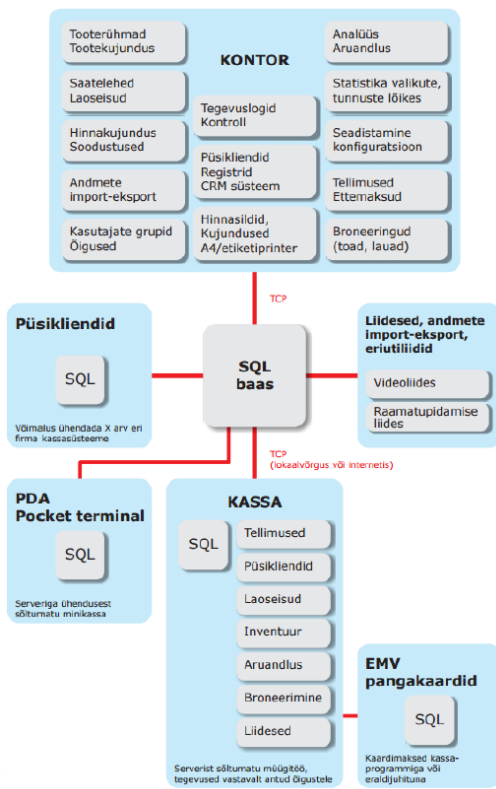 KONTOR
Tooterühmad
Tootekujundus
Saatelehed
Laoseisud
Hinnakujundus
Soodustused
Andmete
import-eksport
Kasutajate grupid
Õigused
Tegevuslogid
Kontroll
Püsikliendid
Registrid
CRM süsteem
Hinnasildid,
Kujundused
A4/etiketiprinter
Analüüs
Aruandlus
Statistika valikute,
tunnuste lõikes
Seadistamine
konfiguratsioon
Tellimused
Ettemaksud
Broneeringud
(toad, lauad)
TCP
Püsikliendid
SQL
Võimalus ühendada X arv eri
firma kassasüsteeme
SQL
baas
Liidesed, andmete
import-eksport,
eriutiliidid
Videoliides
Raamatupidamise
liides
TCP
(lokaalvõrgus või internetis)
PDA
Pocket terminal
SQL
Serveriga ühendusest
sõltumatu minikassa
KASSA
SQL
Tellimused
Püsikliendid
Laoseisud
Inventuur
Aruandlus
Broneerimine
Liidesed
Serverist sõltumatu müügitöö,
tegevused vastavalt antud õigustele
EMV
pangakaardid
SQL
Kaardimaksed kassa-
programmiga või
eraldijuhituna